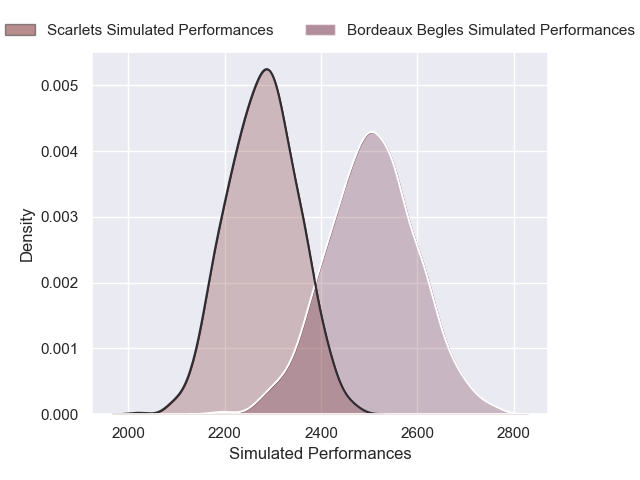 Scarlets Simulated Performances Bordeaux Begles Simulated Performances
0.005
0.004
0.003
0.002
0.001
0.000
Density
2000 2200 2400 2600 2800
Simulated Performances